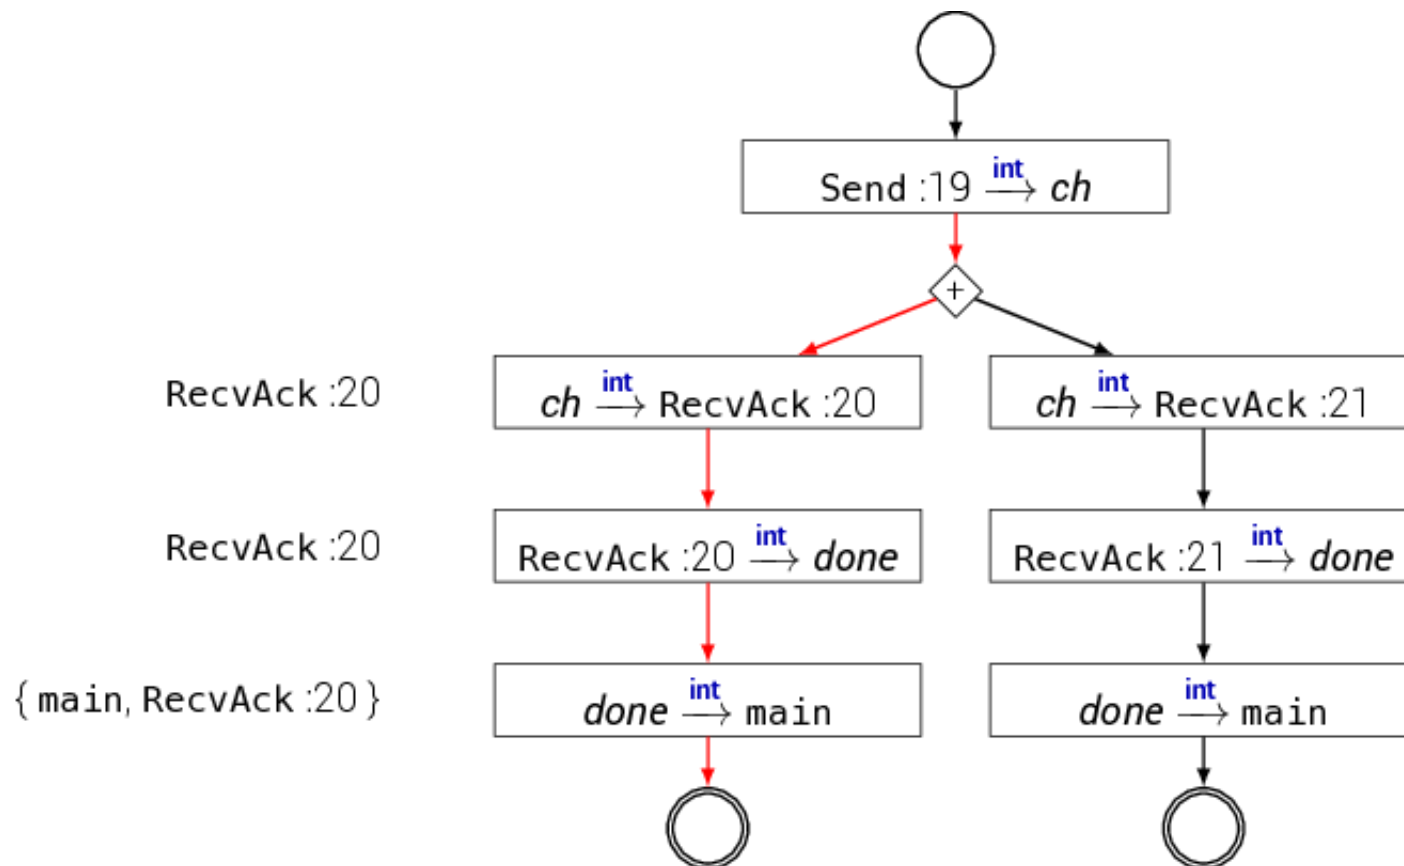 int
Send :19 ⟶ ch
+
RecvAck :20
int
ch ⟶ RecvAck :20
int
ch ⟶ RecvAck :21
RecvAck :20
int
RecvAck :20 ⟶ done
int
RecvAck :21 ⟶ done
{ main, RecvAck :20 }
int
done ⟶ main
int
done ⟶ main